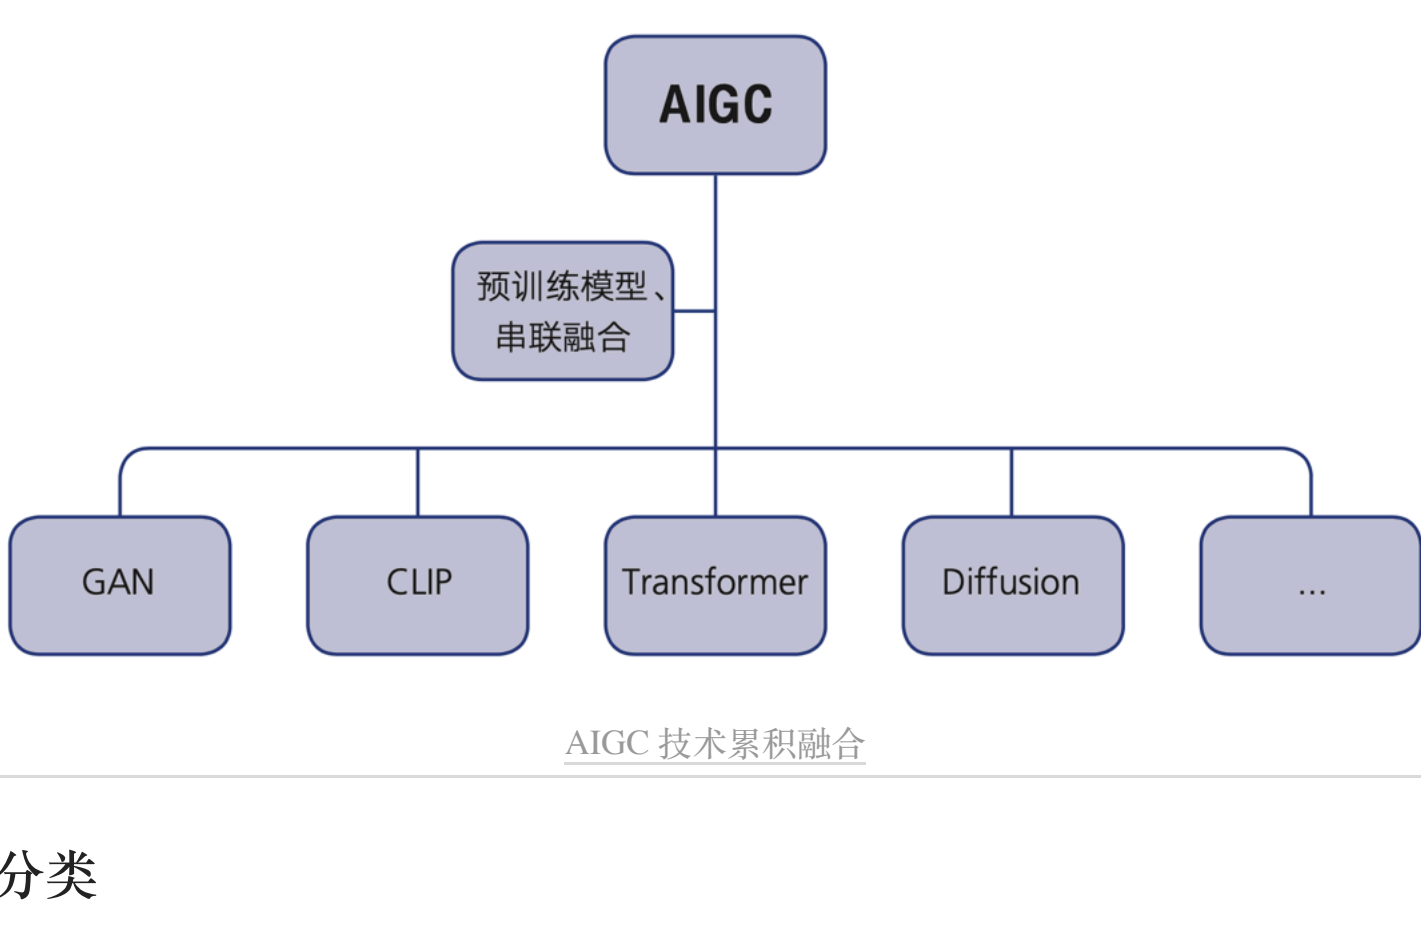 AIGC
预训练模型、
串联融合
GAN
CLIP
Transformer
Diffusion
...
AIGC 技术累积融合
分类